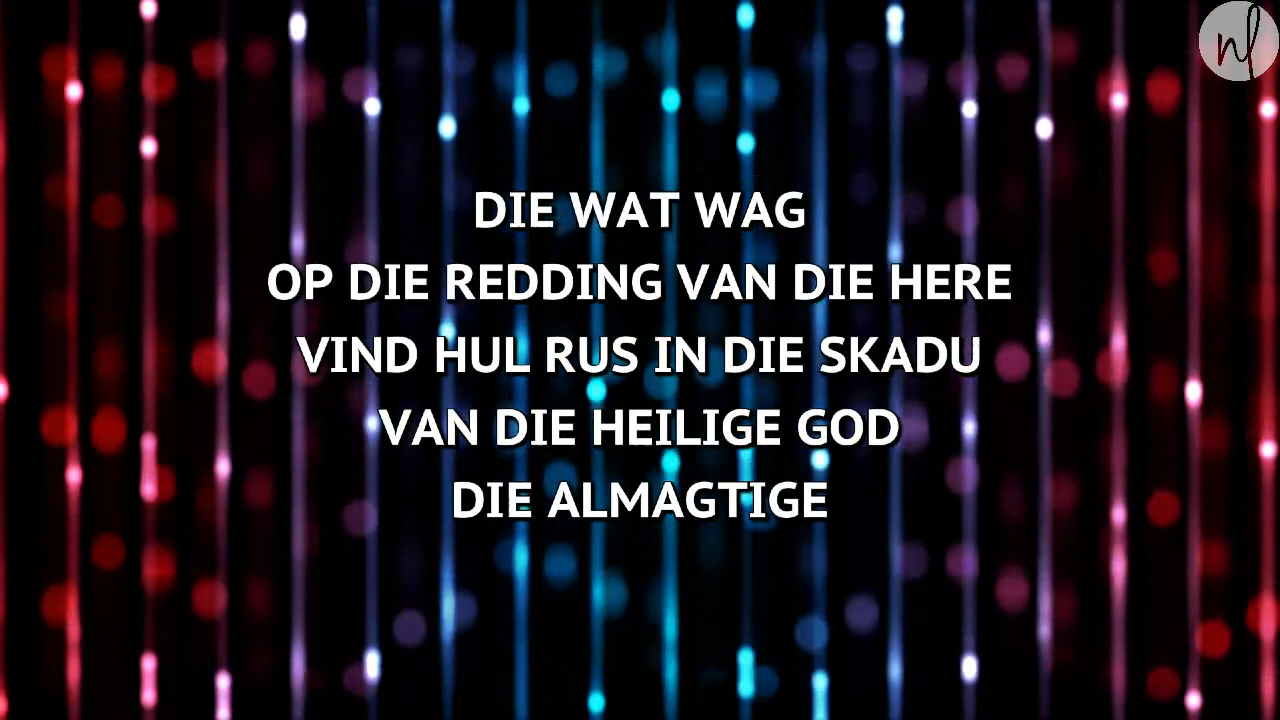 DIE WAT WAG
OP DIE REDDING VAN DIE HERE
VIND HUL RUS IN DIE SKADU
VAN DIE HEILIGE GOD
DIE ALMAGTIGE
nl